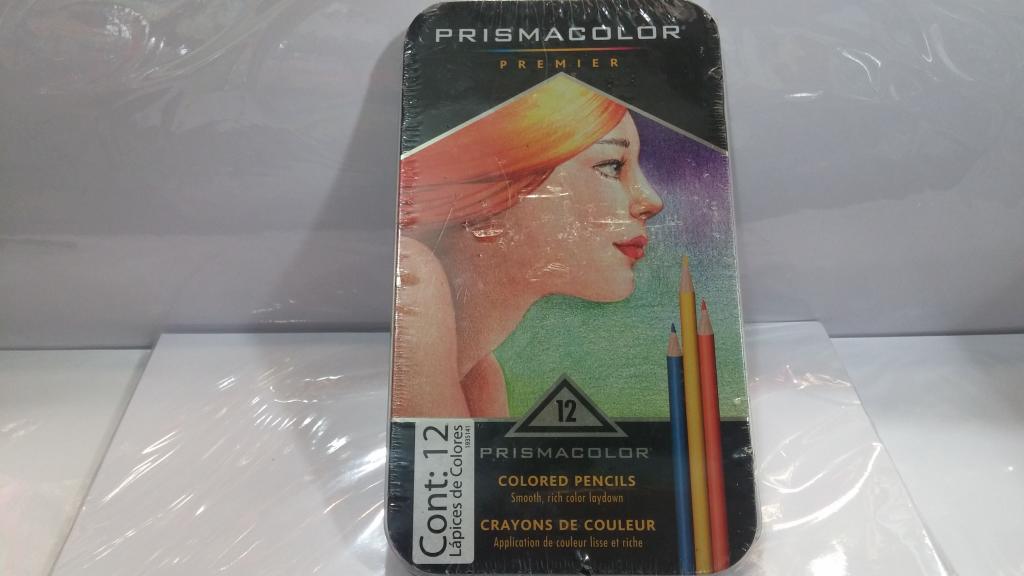 PRISMACOLOR
PREMIER
12
PRISMACOLOR
COLORED PENCILS
Smooth, rich color laydown
CRAYONS DE COULEUR
Application de couleur lisse et riche
Cont: 12
Lápices de Colores
1935141